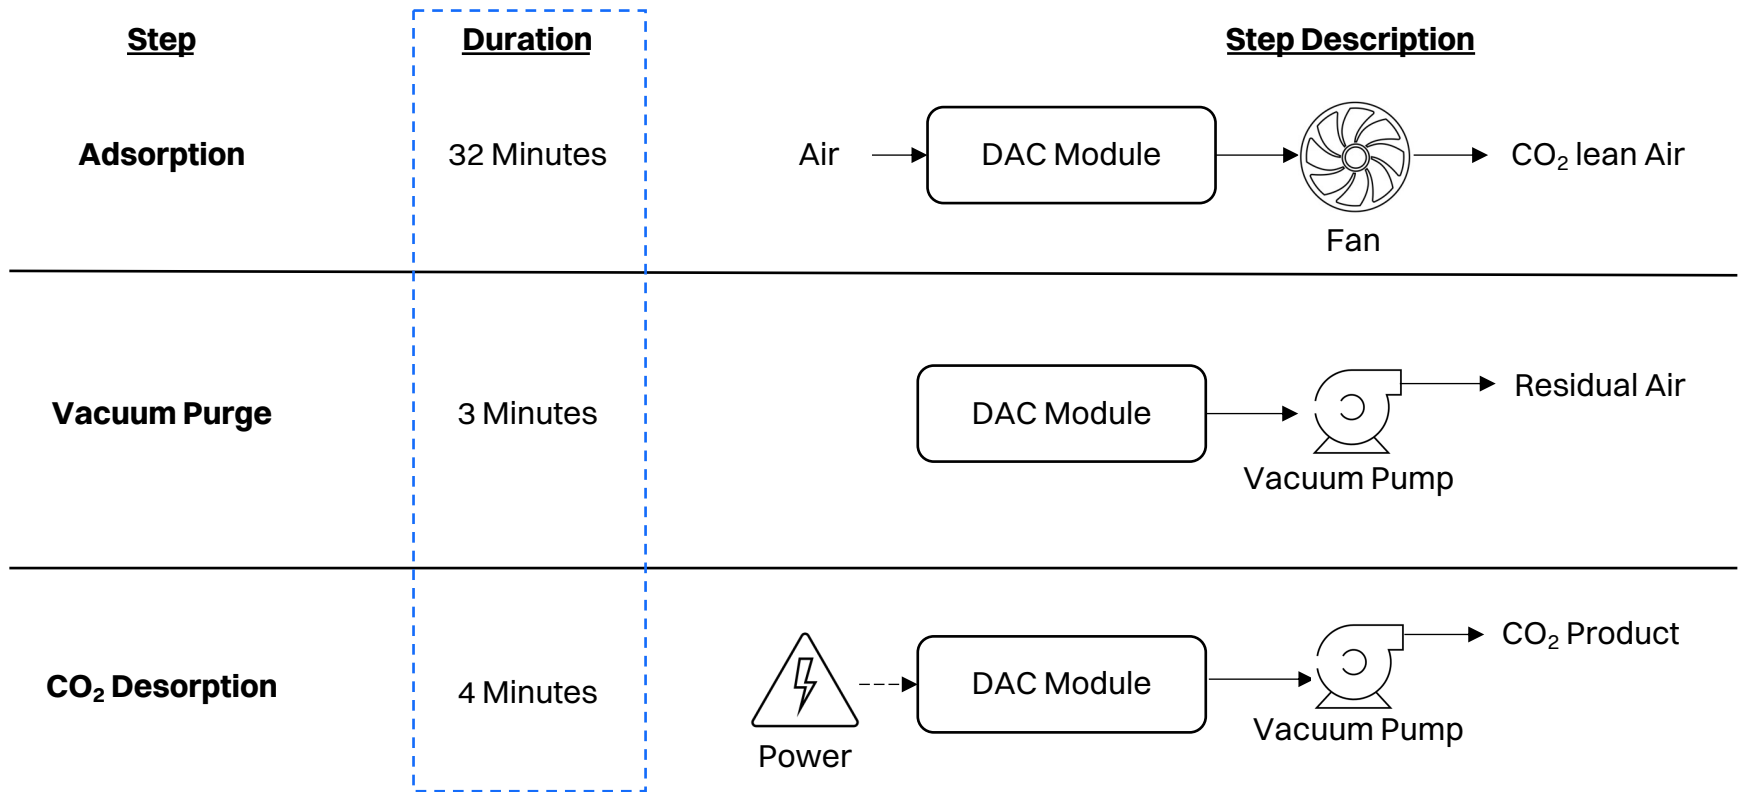 Step
Duration
Step Description
Adsorption
32 Minutes
Air
DAC Module
CO₂ lean Air
Fan
Vacuum Purge
3 Minutes
DAC Module
Residual Air
Vacuum Pump
CO₂ Desorption
4 Minutes
DAC Module
CO₂ Product
Vacuum Pump
Power